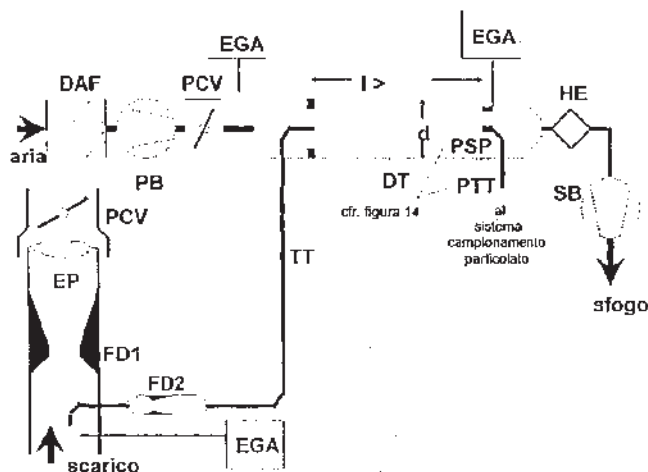 EGA
EGA
DAF
PCV
l >
HE
d
aria
PB
PSP
DT
PTT
SB
cfr. figura 14
al
sistema
campionamento
particolato
PCV
TT
EP
sfogo
FD1
FD2
EGA
scarico